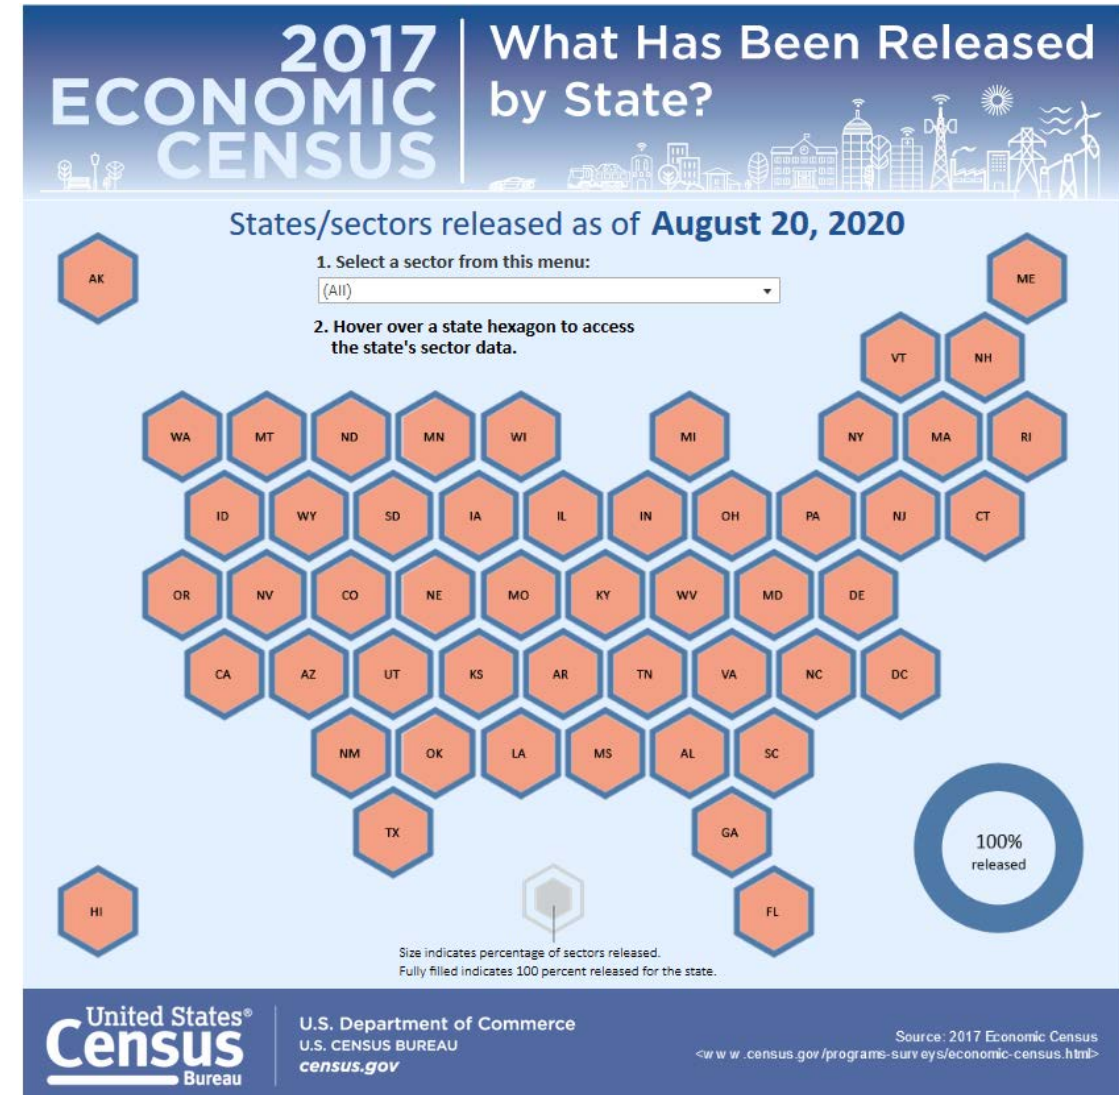 2017
ECONOMIC
CENSUS
What Has Been Released
by State?
States/sectors released as of August 20, 2020
1. Select a sector from this menu:
(All)
2. Hover over a state hexagon to access
the state's sector data.
AK
ME
VT NH
WA MT ND MN WI MI NY MA RI
ID WY SD IA IL IN OH PA NJ CT
OR NV CO NE MO KY WV MD DE
CA AZ UT KS AR TN VA NC DC
NM OK LA MS AL SC
TX GA
100%
released
HI FL
Size indicates percentage of sectors released.
Fully filled indicates 100 percent released for the state.
United States®
Census
Bureau
U.S. Department of Commerce
U.S. CENSUS BUREAU
census.gov
Source: 2017 Economic Census
<www.census.gov/programs-surveys/economic-census.html>